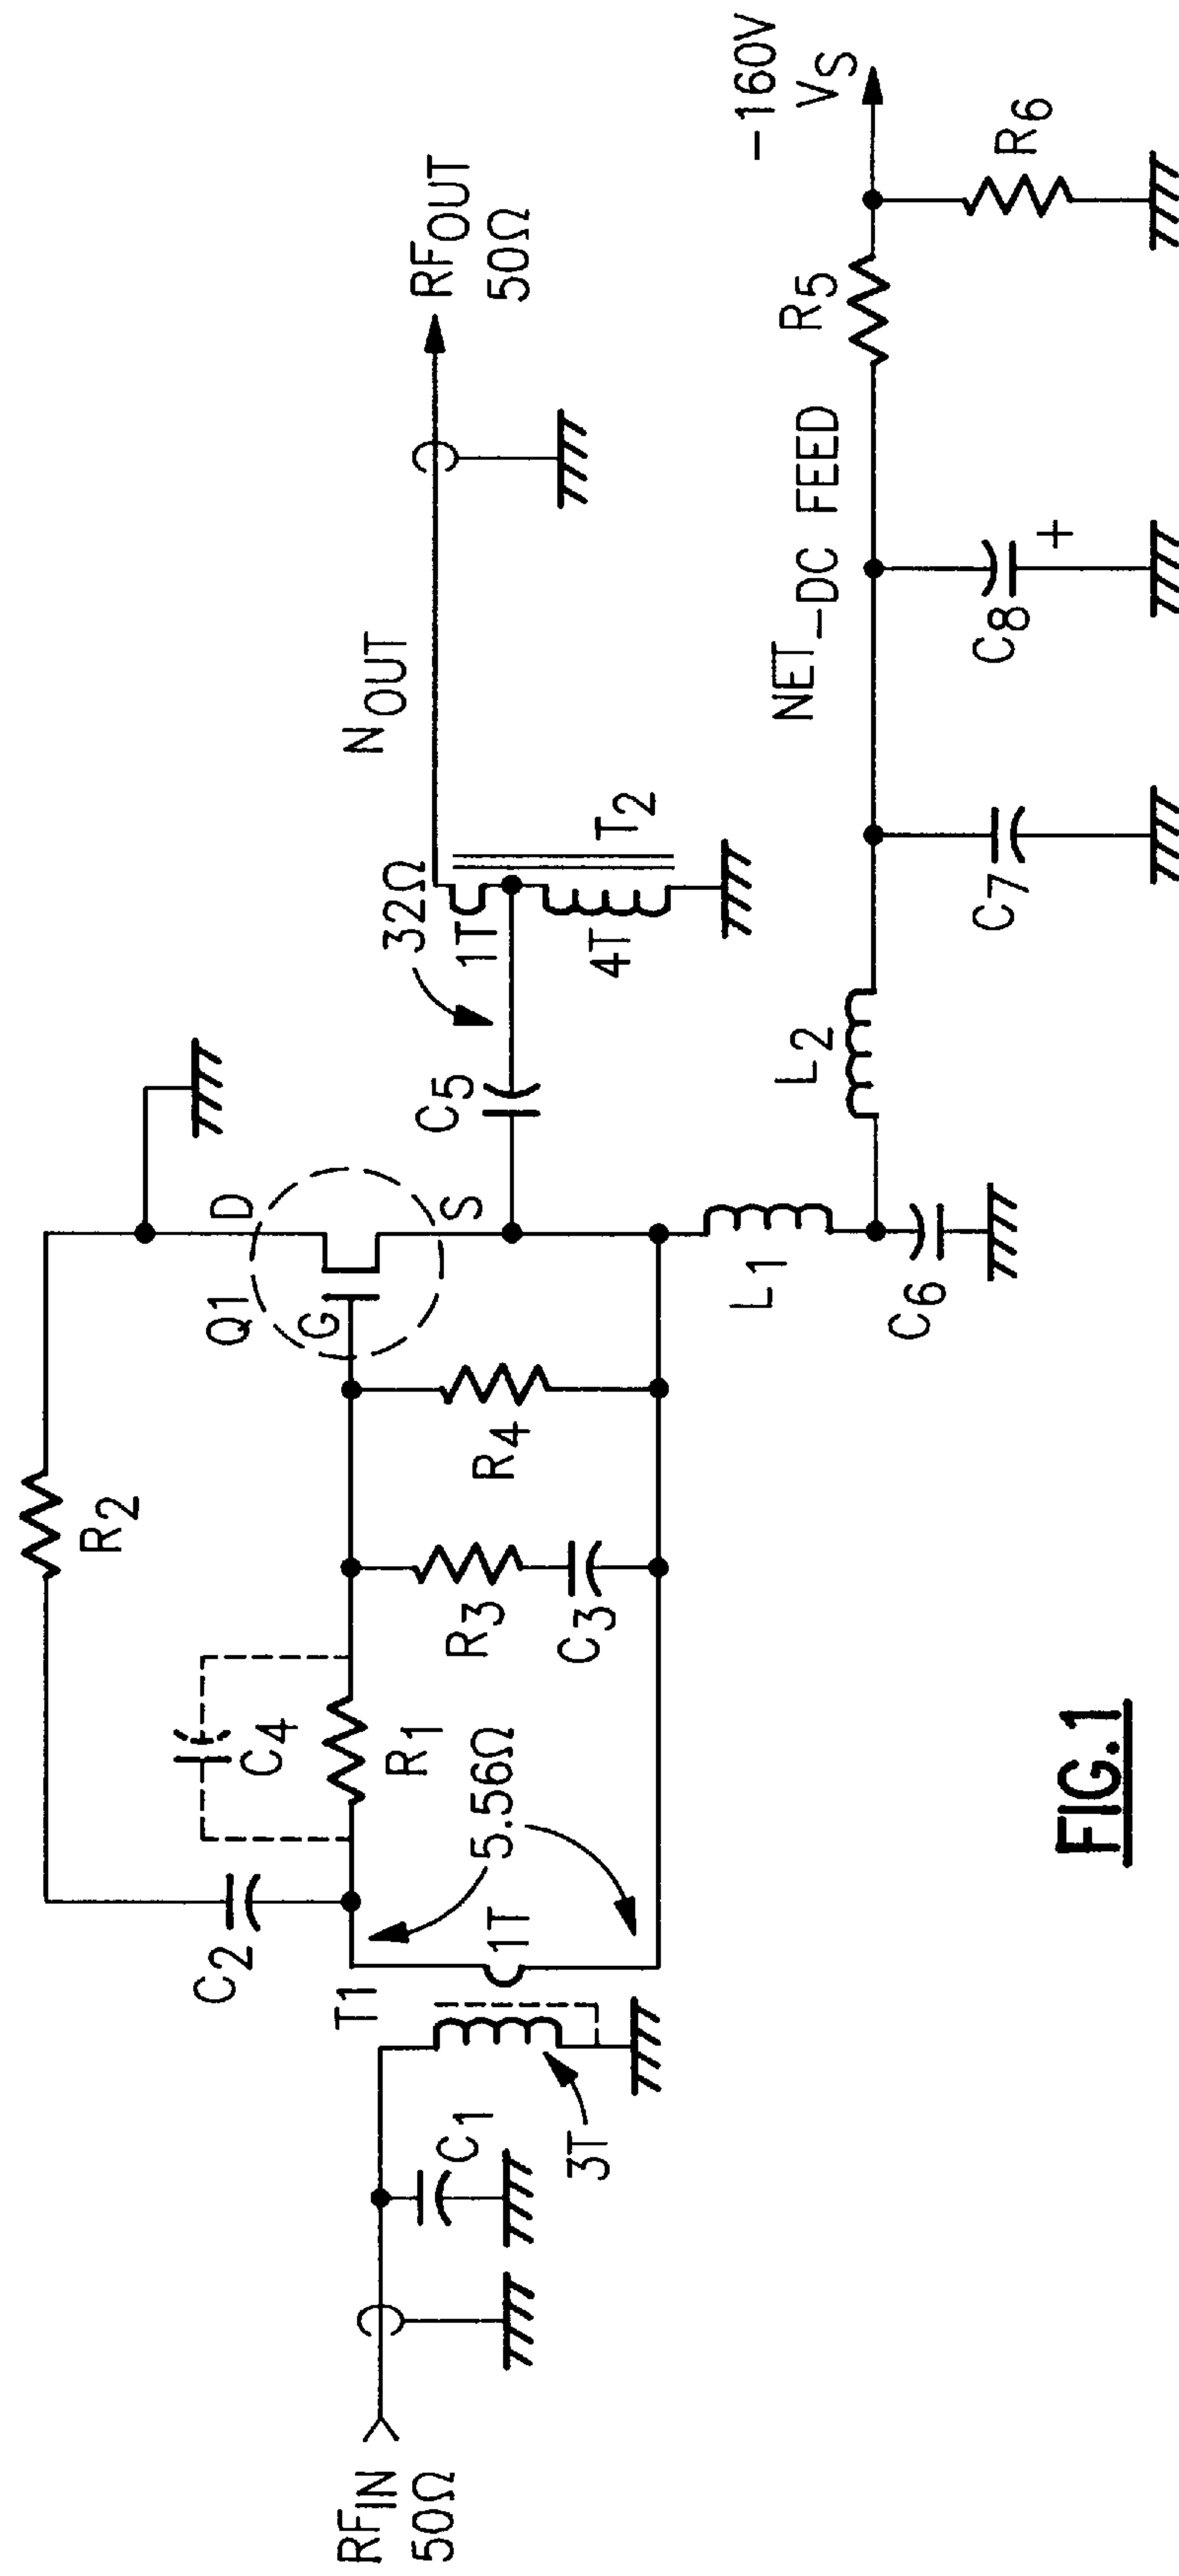 RF_IN
50Ω
C1
3T
T1
1T
5.56Ω
C2
R2
C4
R1
R3
C3
R4
Q1
D
G
S
C5
32Ω
1T
4T
T2
N_OUT
RF_OUT
50Ω
L1
C6
L2
C7
NET_-DC FEED
C8
+
R5
R6
-160V
V_S
FIG.1